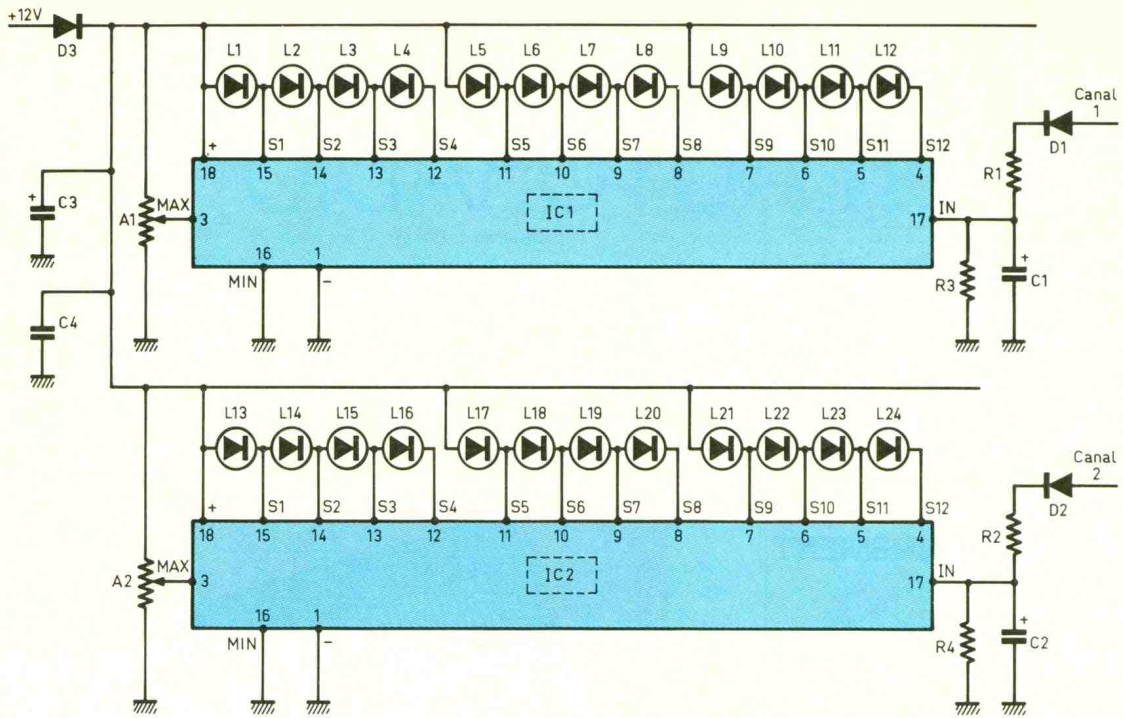 +12V
D3
L1 L2 L3 L4 L5 L6 L7 L8 L9 L10 L11 L12
Canal
1
D1
R1
+ S1 S2 S3 S4 S5 S6 S7 S8 S9 S10 S11 S12
18 15 14 13 12 11 10 9 8 7 6 5 4
+
C3
A1
MAX
3
IC1
17
IN
16
MIN
1
-
R3
+
C1
C4
L13 L14 L15 L16 L17 L18 L19 L20 L21 L22 L23 L24
Canal
2
D2
R2
+ S1 S2 S3 S4 S5 S6 S7 S8 S9 S10 S11 S12
18 15 14 13 12 11 10 9 8 7 6 5 4
A2
MAX
3
IC2
17
IN
16
MIN
1
-
R4
+
C2